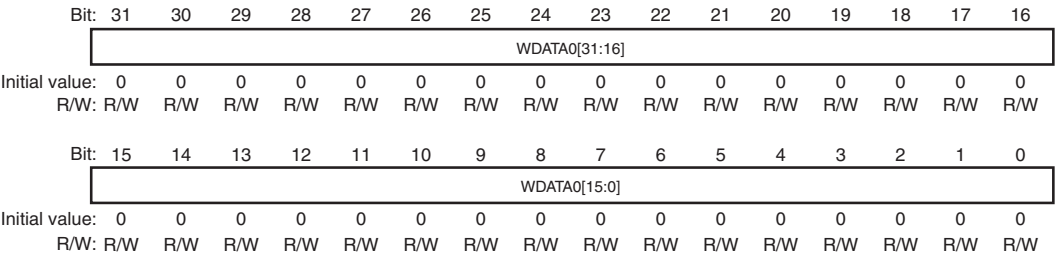 Bit: 31 30 29 28 27 26 25 24 23 22 21 20 19 18 17 16
WDATA0[31:16]
Initial value: 0 0 0 0 0 0 0 0 0 0 0 0 0 0 0 0
R/W: R/W R/W R/W R/W R/W R/W R/W R/W R/W R/W R/W R/W R/W R/W R/W R/W
Bit: 15 14 13 12 11 10 9 8 7 6 5 4 3 2 1 0
WDATA0[15:0]
Initial value: 0 0 0 0 0 0 0 0 0 0 0 0 0 0 0 0
R/W: R/W R/W R/W R/W R/W R/W R/W R/W R/W R/W R/W R/W R/W R/W R/W R/W